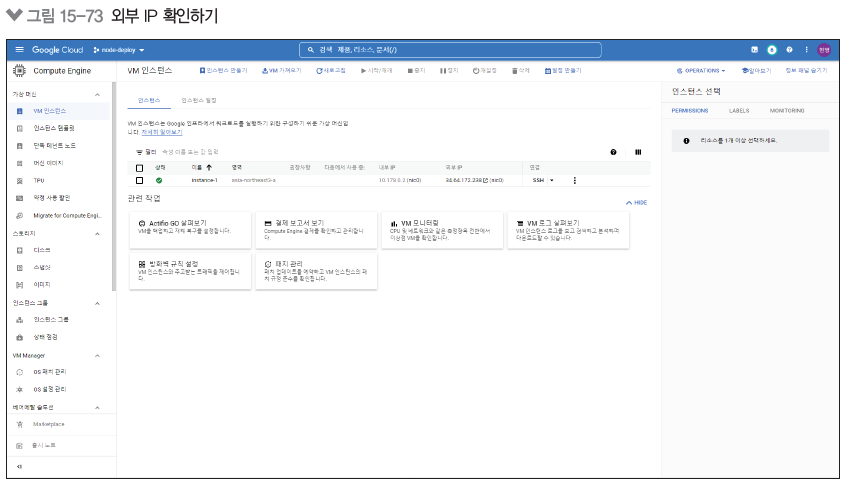 그림 15-73 외부 IP 확인하기
Google Cloud node-deploy 검색 제품, 리소스, 문서(/)
Compute Engine
VM 인스턴스 인스턴스 만들기 VM 가져오기 새로고침 시작/재개 중지 정지 재설정 삭제 일정 만들기 OPERATIONS 알아보기 정보 패널 숨기기
가상 머신
VM 인스턴스
인스턴스 템플릿
단독 테넌트 노드
머신 이미지
TPU
약정 사용 할인
Migrate for Compute Engi...
스토리지
디스크
스냅샷
이미지
인스턴스 그룹
인스턴스 그룹
상태 점검
VM Manager
OS 패치 관리
OS 설정 관리
베어메탈 솔루션
Marketplace
출시 노트
인스턴스 인스턴스 일정
VM 인스턴스는 Google 인프라에서 워크로드를 실행하기 위한 구성하기 쉬운 가상 머신입
니다. 자세히 알아보기
필터 속성 이름 또는 값 입력
상태 이름 영역 권장사항 다음에서 사용 중: 내부 IP 외부 IP 연결
instance-1 asia-northeast3-a 10.178.0.2 (nic0) 34.64.172.238 (nic0) SSH
관련 작업 HIDE
Actifio GO 살펴보기
VM을 백업하고 자체 복구를 설정합니다.
결제 보고서 보기
Compute Engine 결제를 확인하고 관리합니
다.
VM 모니터링
CPU 및 네트워크와 같은 측정항목 전반에서
이상점 VM을 확인합니다.
VM 로그 살펴보기
VM 인스턴스 로그를 보고 검색하고 분석하며
다운로드할 수 있습니다.
방화벽 규칙 설정
VM 인스턴스와 주고받는 트래픽을 제어합니
다.
패치 관리
패치 업데이트를 예약하고 VM 인스턴스의 패
치 규정 준수를 확인합니다.
인스턴스 선택
PERMISSIONS LABELS MONITORING
리소스를 1개 이상 선택하세요.